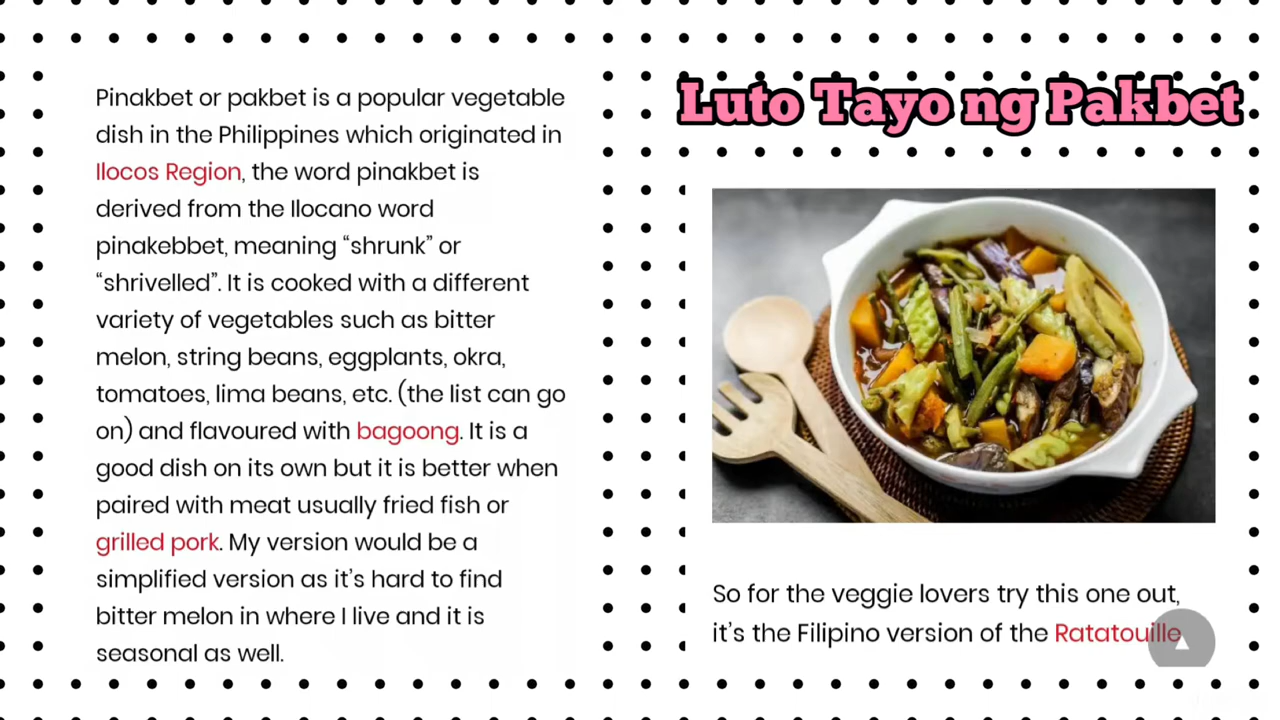 Pinakbet or pakbet is a popular vegetable
dish in the Philippines which originated in
Ilocos Region, the word pinakbet is
derived from the Ilocano word
pinakebbet, meaning “shrunk” or
“shrivelled”. It is cooked with a different
variety of vegetables such as bitter
melon, string beans, eggplants, okra,
tomatoes, lima beans, etc. (the list can go
on) and flavoured with bagoong. It is a
good dish on its own but it is better when
paired with meat usually fried fish or
grilled pork. My version would be a
simplified version as it’s hard to find
bitter melon in where I live and it is
seasonal as well.
Luto Tayo ng Pakbet
So for the veggie lovers try this one out,
it’s the Filipino version of the Ratatouille